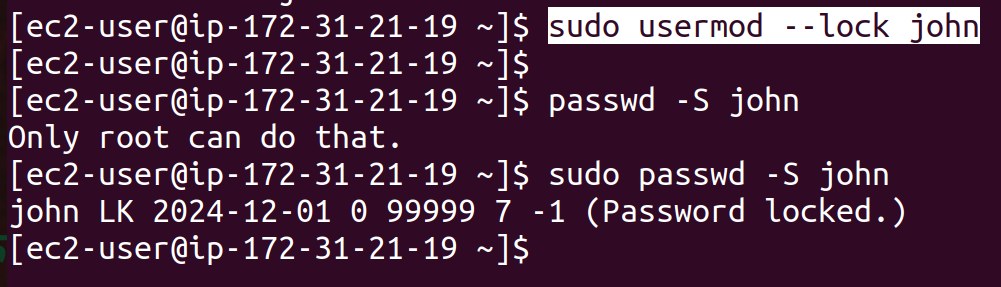 [ec2-user@ip-172-31-21-19 ~]$ sudo usermod --lock john
[ec2-user@ip-172-31-21-19 ~]$
[ec2-user@ip-172-31-21-19 ~]$ passwd -S john
Only root can do that.
[ec2-user@ip-172-31-21-19 ~]$ sudo passwd -S john
john LK 2024-12-01 0 99999 7 -1 (Password locked.)
[ec2-user@ip-172-31-21-19 ~]$